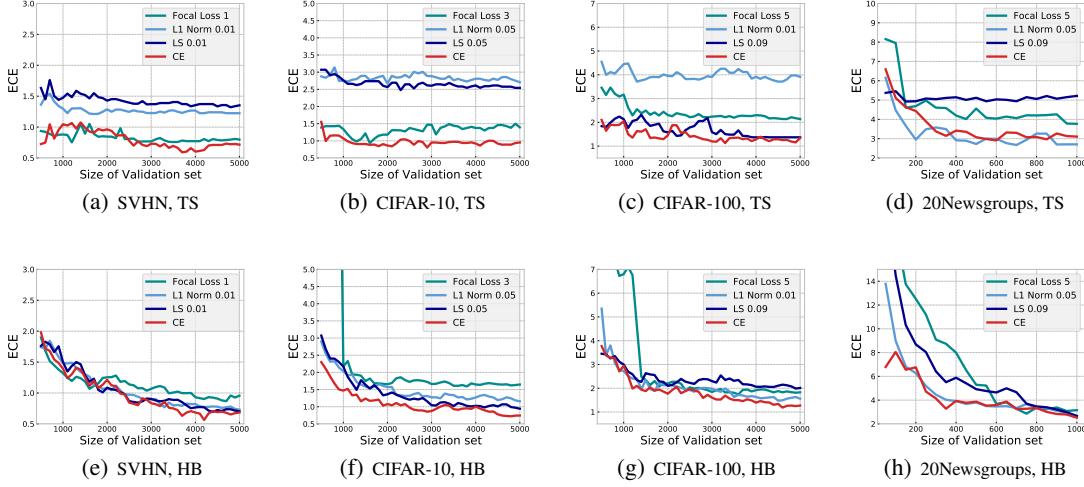 3.0
2.5
2.0
1.5
1.0
0.5
ECE
1000 2000 3000 4000 5000
Size of Validation set
Focal Loss 1
L1 Norm 0.01
LS 0.01
CE
(a) SVHN, TS
5.0
4.5
4.0
3.5
3.0
2.5
2.0
1.5
1.0
0.5
ECE
1000 2000 3000 4000 5000
Size of Validation set
Focal Loss 3
L1 Norm 0.05
LS 0.05
CE
(b) CIFAR-10, TS
7
6
5
4
3
2
1
ECE
1000 2000 3000 4000 5000
Size of Validation set
Focal Loss 3
L1 Norm 0.01
LS 0.09
CE
(c) CIFAR-100, TS
10
9
8
7
6
5
4
3
2
ECE
200 400 600 800 1000
Size of Validation set
Focal Loss 5
LS 0.09
L1 Norm 0.05
CE
(d) 20Newsgroups, TS
3.0
2.5
2.0
1.5
1.0
0.5
ECE
1000 2000 3000 4000 5000
Size of Validation set
Focal Loss 1
L1 Norm 0.01
LS 0.01
CE
(e) SVHN, HB
5.0
4.5
4.0
3.5
3.0
2.5
2.0
1.5
1.0
0.5
ECE
1000 2000 3000 4000 5000
Size of Validation set
Focal Loss 3
L1 Norm 0.05
LS 0.05
CE
(f) CIFAR-10, HB
7
6
5
4
3
2
1
ECE
1000 2000 3000 4000 5000
Size of Validation set
Focal Loss 5
L1 Norm 0.01
LS 0.09
CE
(g) CIFAR-100, HB
14
12
10
8
6
4
2
ECE
200 400 600 800 1000
Size of Validation set
Focal Loss 5
L1 Norm 0.05
LS 0.09
CE
(h) 20Newsgroups, HB